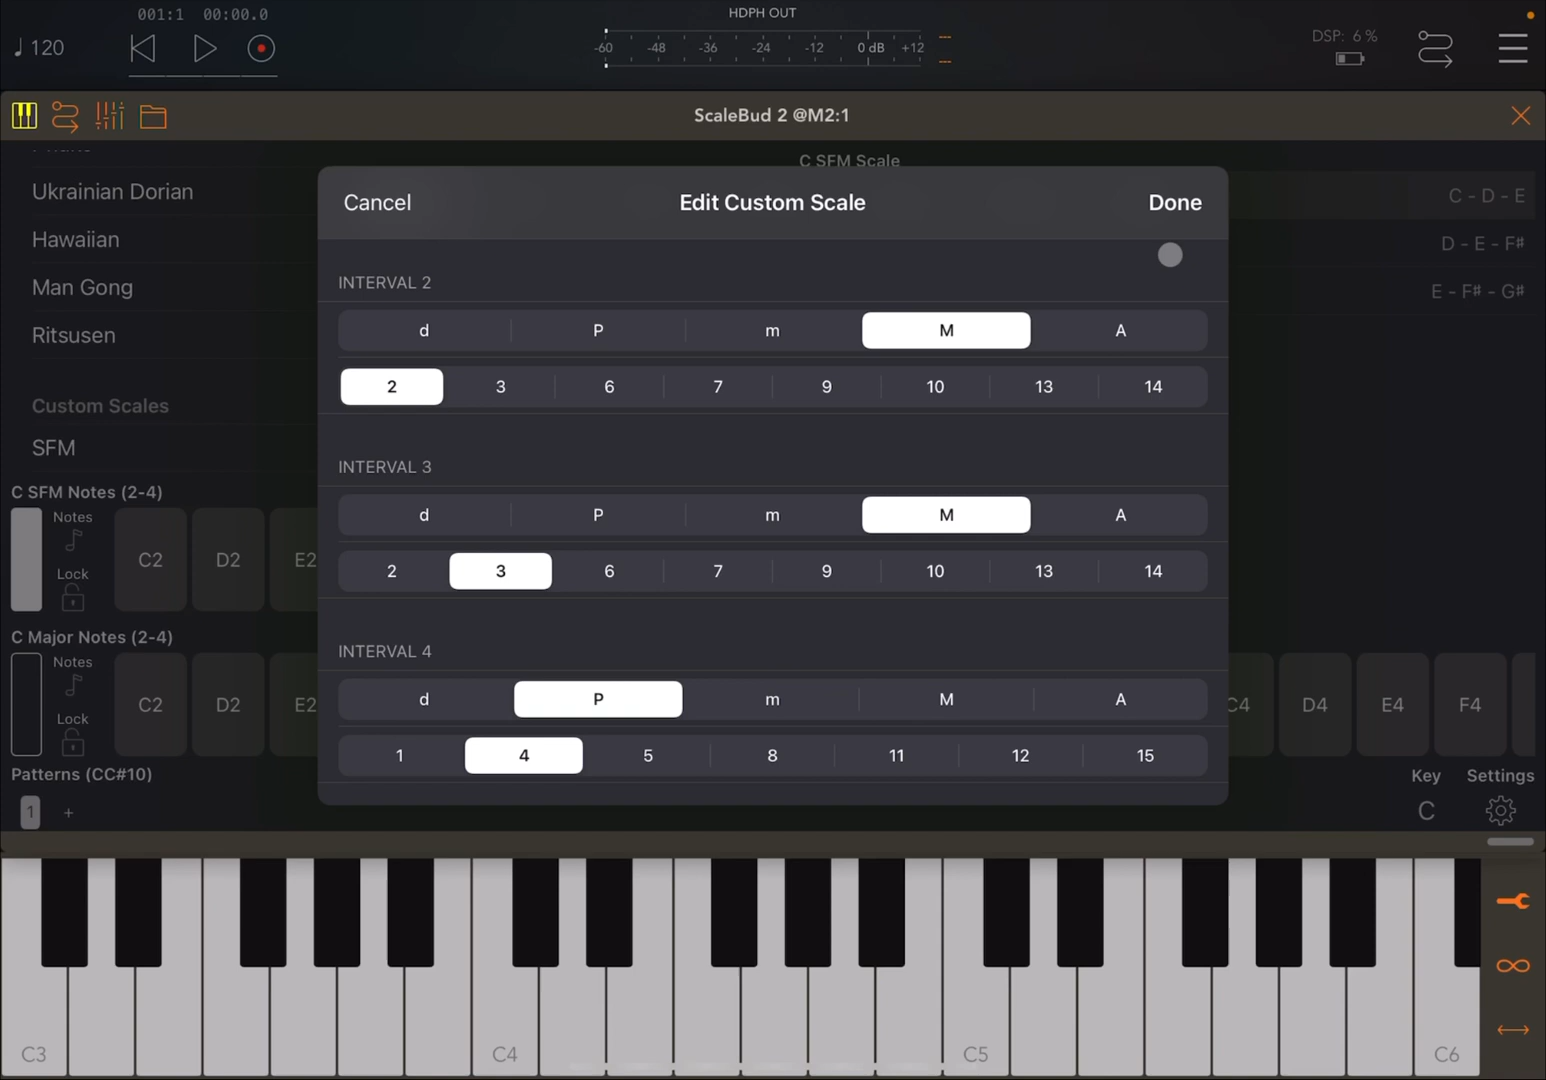 001:1 00:00.0
HDPH OUT
♩120
-60 -48 -36 -24 -12 0 dB +12
DSP: 6 %
ScaleBud 2 @M2:1
C SFM Scale
Ukrainian Dorian
Hawaiian
Man Gong
Ritsusen
Custom Scales
SFM
C - D - E
D - E - F♯
E - F♯ - G♯
Cancel
Edit Custom Scale
Done
INTERVAL 2
d P m M A
2 3 6 7 9 10 13 14
INTERVAL 3
d P m M A
2 3 6 7 9 10 13 14
INTERVAL 4
d P m M A
1 4 5 8 11 12 15
C SFM Notes (2-4)
Notes
Lock
C2 D2 E2
C Major Notes (2-4)
Notes
Lock
C2 D2 E2 C4 D4 E4 F4
Patterns (CC#10)
1 +
Key Settings
C
C3 C4 C5 C6